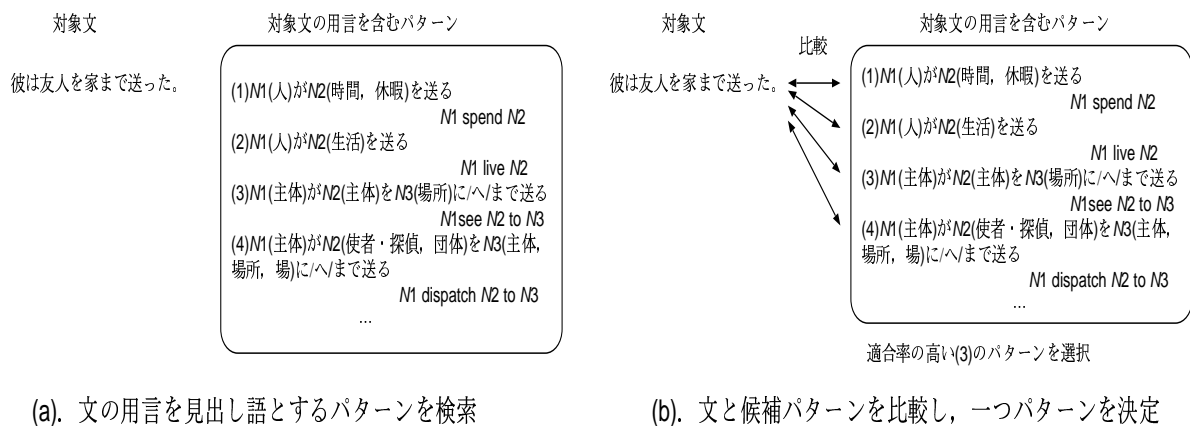 対象文
対象文の用言を含むパターン
彼は友人を家まで送った。
(1)N1(人)がN2(時間，休暇)を送る
N1 spend N2
(2)N1(人)がN2(生活)を送る
N1 live N2
(3)N1(主体)がN2(主体)をN3(場所)に/へ/まで送る
N1see N2 to N3
(4)N1(主体)がN2(使者・探偵，団体)をN3(主体，
場所，場)に/へ/まで送る
N1 dispatch N2 to N3
...
(a). 文の用言を見出し語とするパターンを検索
対象文
対象文の用言を含むパターン
比較
彼は友人を家まで送った。
(1)N1(人)がN2(時間，休暇)を送る
N1 spend N2
(2)N1(人)がN2(生活)を送る
N1 live N2
(3)N1(主体)がN2(主体)をN3(場所)に/へ/まで送る
N1see N2 to N3
(4)N1(主体)がN2(使者・探偵，団体)をN3(主体，
場所，場)に/へ/まで送る
N1 dispatch N2 to N3
...
適合率の高い(3)のパターンを選択
(b). 文と候補パターンを比較し，一つパターンを決定